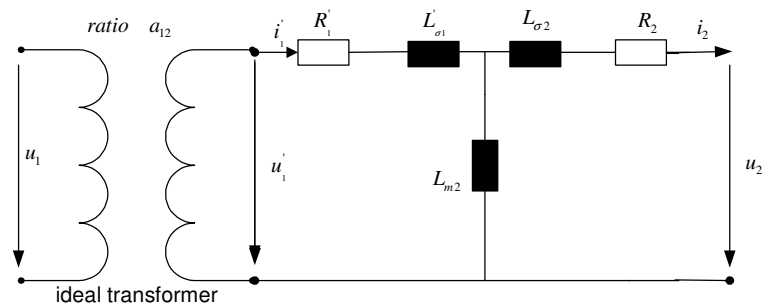 ratio a₁₂
i₁' R₁' L'σ1 Lσ2 R₂ i₂
u₁ u₁' Lm2 u₂
ideal transformer